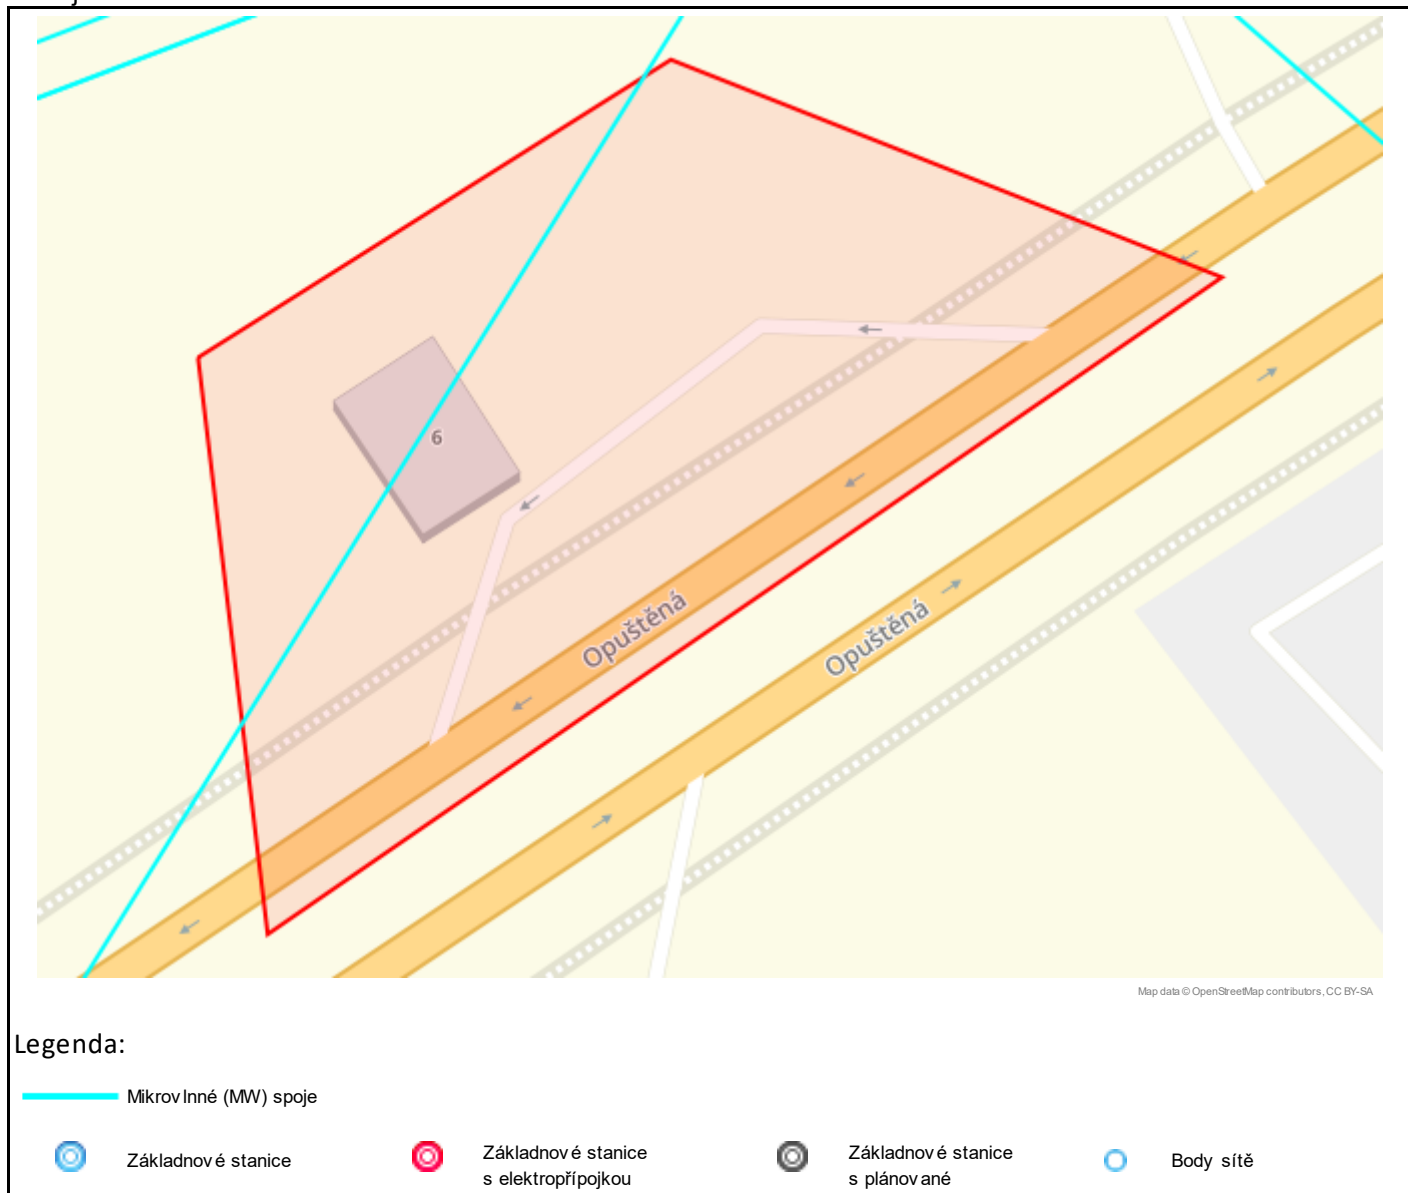 6
Opuštěná
Opuštěná
Map data © OpenStreetMap contributors, CC BY-SA
Legenda:
Mikrovlnné (MW) spoje
Základnové stanice
Základnové stanice
s elektropřípojkou
Základnové stanice
s plánované
Body sítě